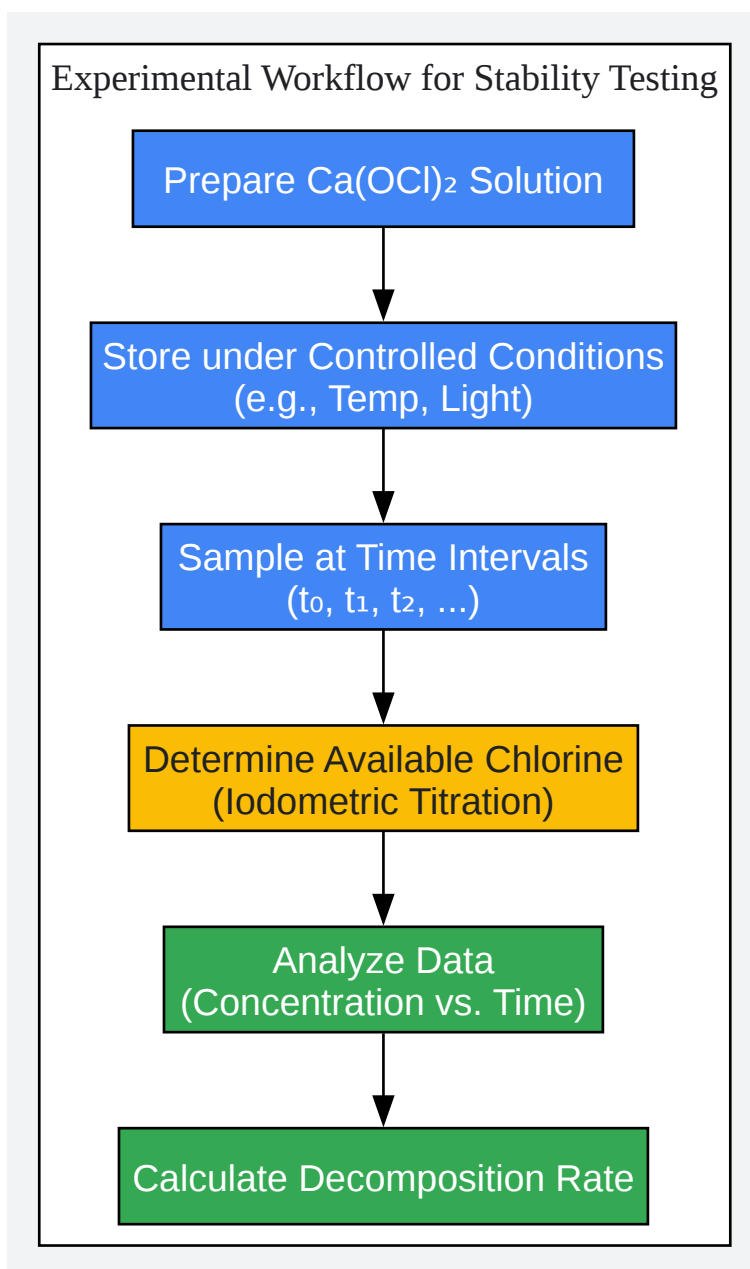 Experimental Workflow for Stability Testing
Prepare Ca(OCl)₂ Solution
Store under Controlled Conditions
(e.g., Temp, Light)
Sample at Time Intervals
(t₀, t₁, t₂, ...)
Determine Available Chlorine
(Iodometric Titration)
Analyze Data
(Concentration vs. Time)
Calculate Decomposition Rate